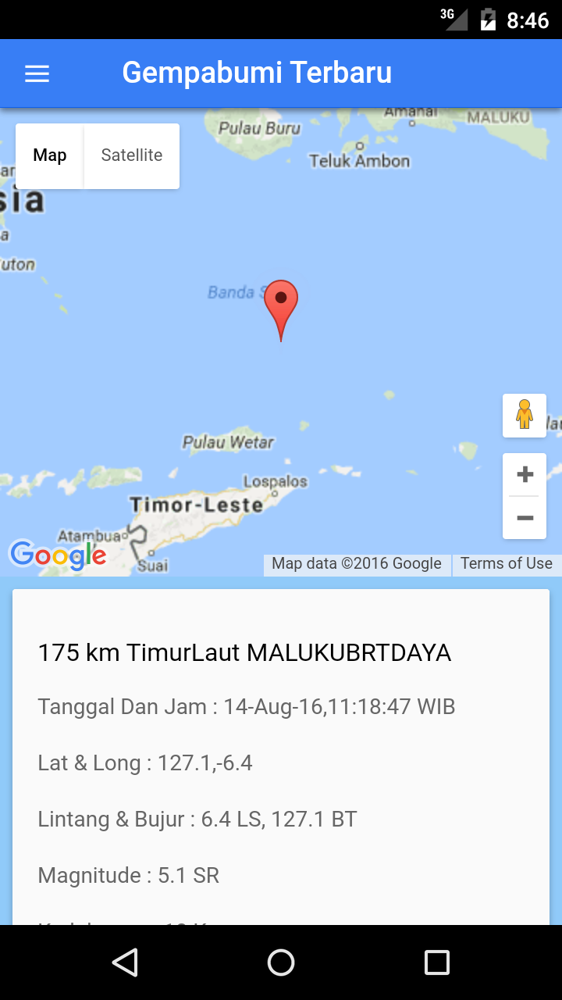 3G 8:46
Gempabumi Terbaru
Map Satellite
Amahai
MALUKU
Pulau Buru
Teluk Ambon
sia
uton
Banda
Pulau Wetar
Lospalos
Timor-Leste
Atambua
Google
Suai
Map data ©2016 Google Terms of Use
175 km TimurLaut MALUKUBRTDAYA
Tanggal Dan Jam : 14-Aug-16,11:18:47 WIB
Lat & Long : 127.1,-6.4
Lintang & Bujur : 6.4 LS, 127.1 BT
Magnitude : 5.1 SR